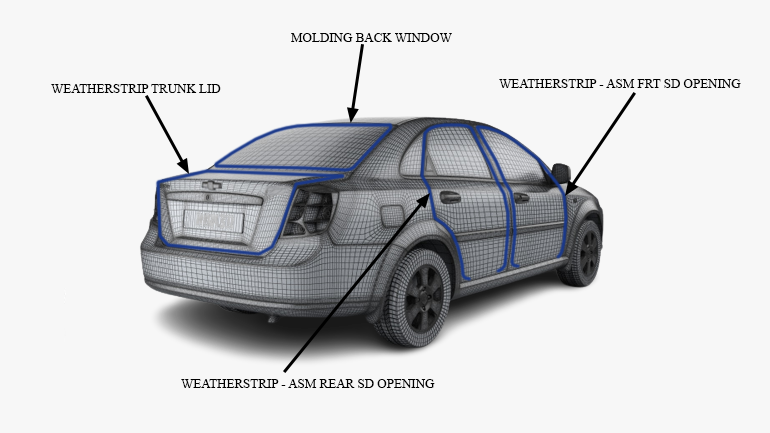 MOLDING BACK WINDOW
WEATHERSTRIP TRUNK LID
WEATHERSTRIP - ASM FRT SD OPENING
WEATHERSTRIP - ASM REAR SD OPENING